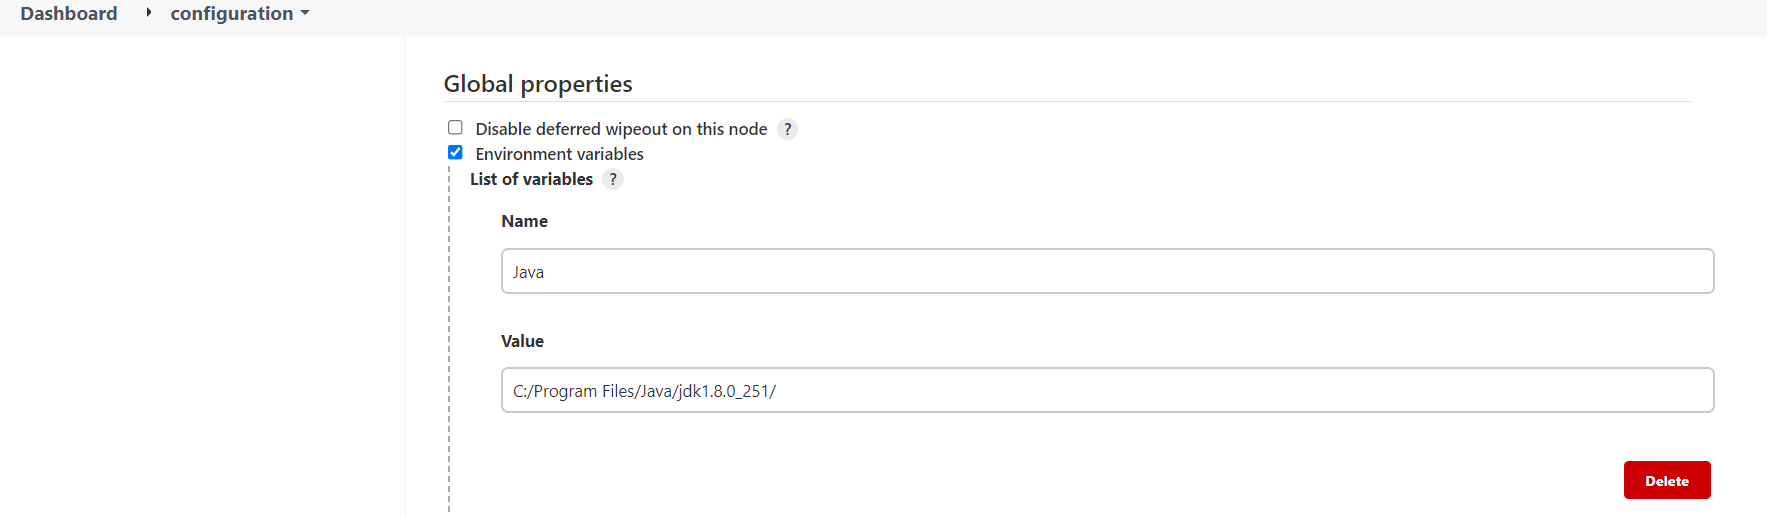 Dashboard configuration
Global properties
Disable deferred wipeout on this node ?
Environment variables
List of variables ?
Name
Java
Value
C:/Program Files/Java/jdk1.8.0_251/
Delete